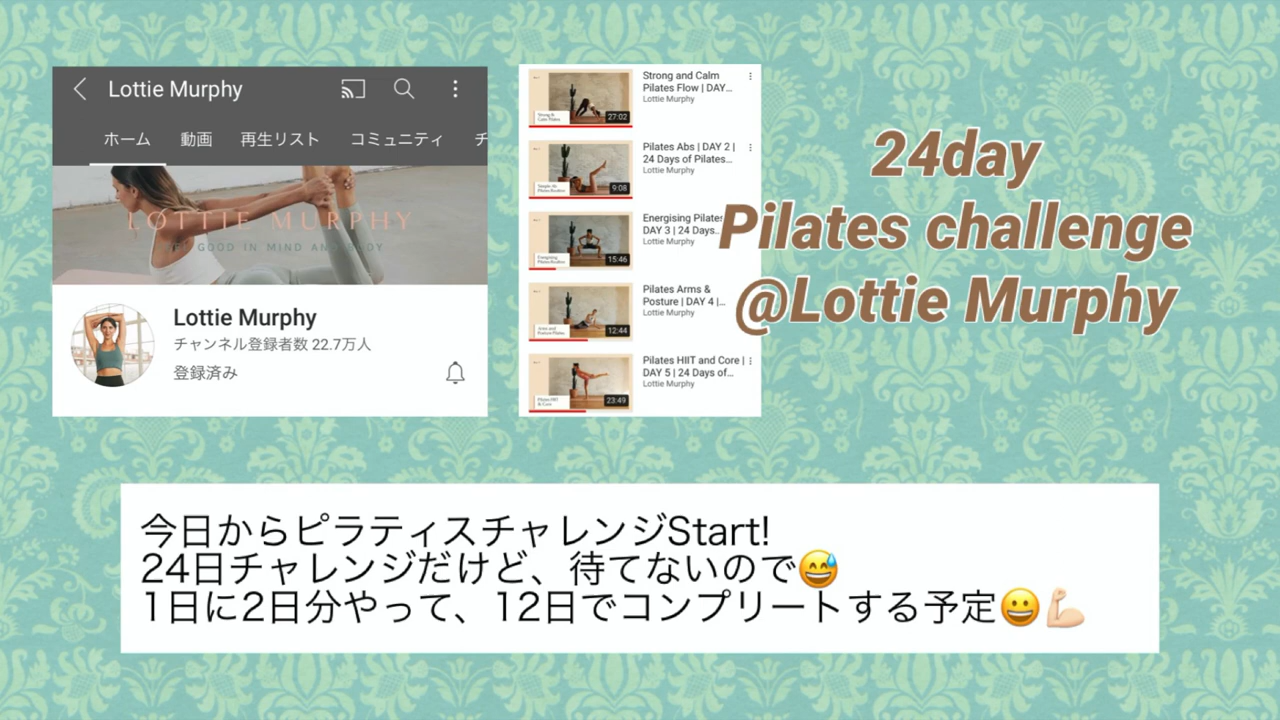 Lottie Murphy
ホーム 動画 再生リスト コミュニティ チ
LOTTIE MURPHY
GOOD IN MIND AND BODY
Lottie Murphy
チャンネル登録者数 22.7万人
登録済み
Strong and Calm
Pilates Flow | DAY...
Lottie Murphy
27:02
Pilates Abs | DAY 2 |
24 Days of Pilates...
Lottie Murphy
9:08
Energising Pilates
DAY 3 | 24 Days...
Lottie Murphy
15:46
Pilates Arms &
Posture | DAY 4 |...
Lottie Murphy
12:44
Pilates HIIT and Core |
DAY 5 | 24 Days of...
Lottie Murphy
23:49
24day
Pilates challenge
@Lottie Murphy
今日からピラティスチャレンジStart!
24日チャレンジだけど、待てないので😅
1日に2日分やって、12日でコンプリートする予定😀💪🏻